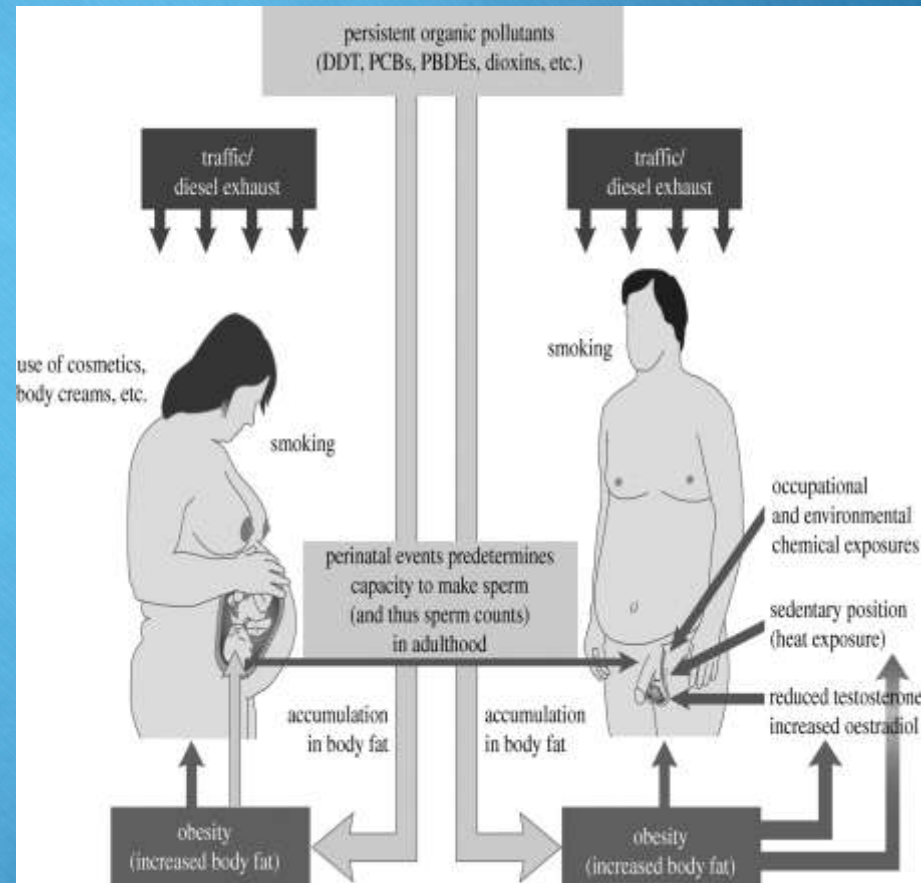 persistent organic pollutants
(DDT, PCBs, PBDEs, dioxins, etc.)
traffic/
diesel exhaust
traffic/
diesel exhaust
use of cosmetics,
body creams, etc.
smoking
smoking
occupational
and environmental
chemical exposures
perinatal events predetermines
capacity to make sperm
(and thus sperm counts)
in adulthood
sedentary position
(heat exposure)
reduced testosterone
increased oestradiol
accumulation
in body fat
accumulation
in body fat
obesity
(increased body fat)
obesity
(increased body fat)